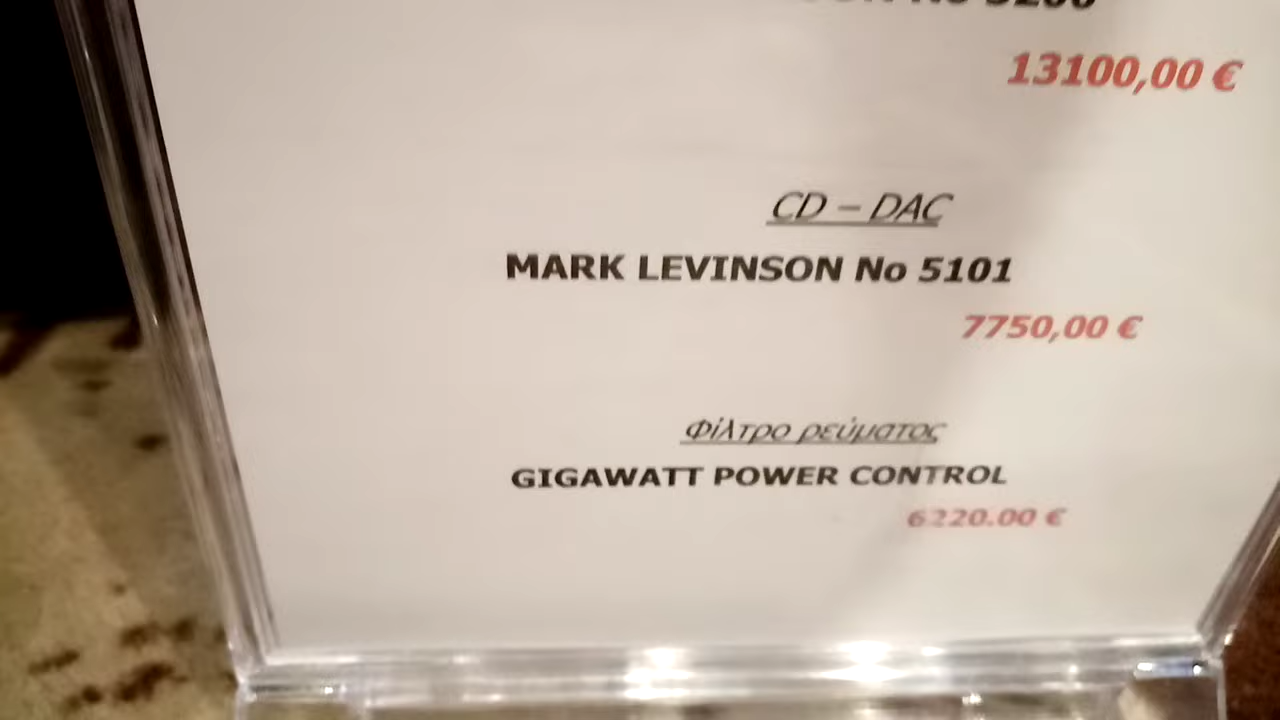 13100,00 €
CD – DAC
MARK LEVINSON No 5101
7750,00 €
Φίλτρο ρεύματος
GIGAWATT POWER CONTROL
6220.00 €